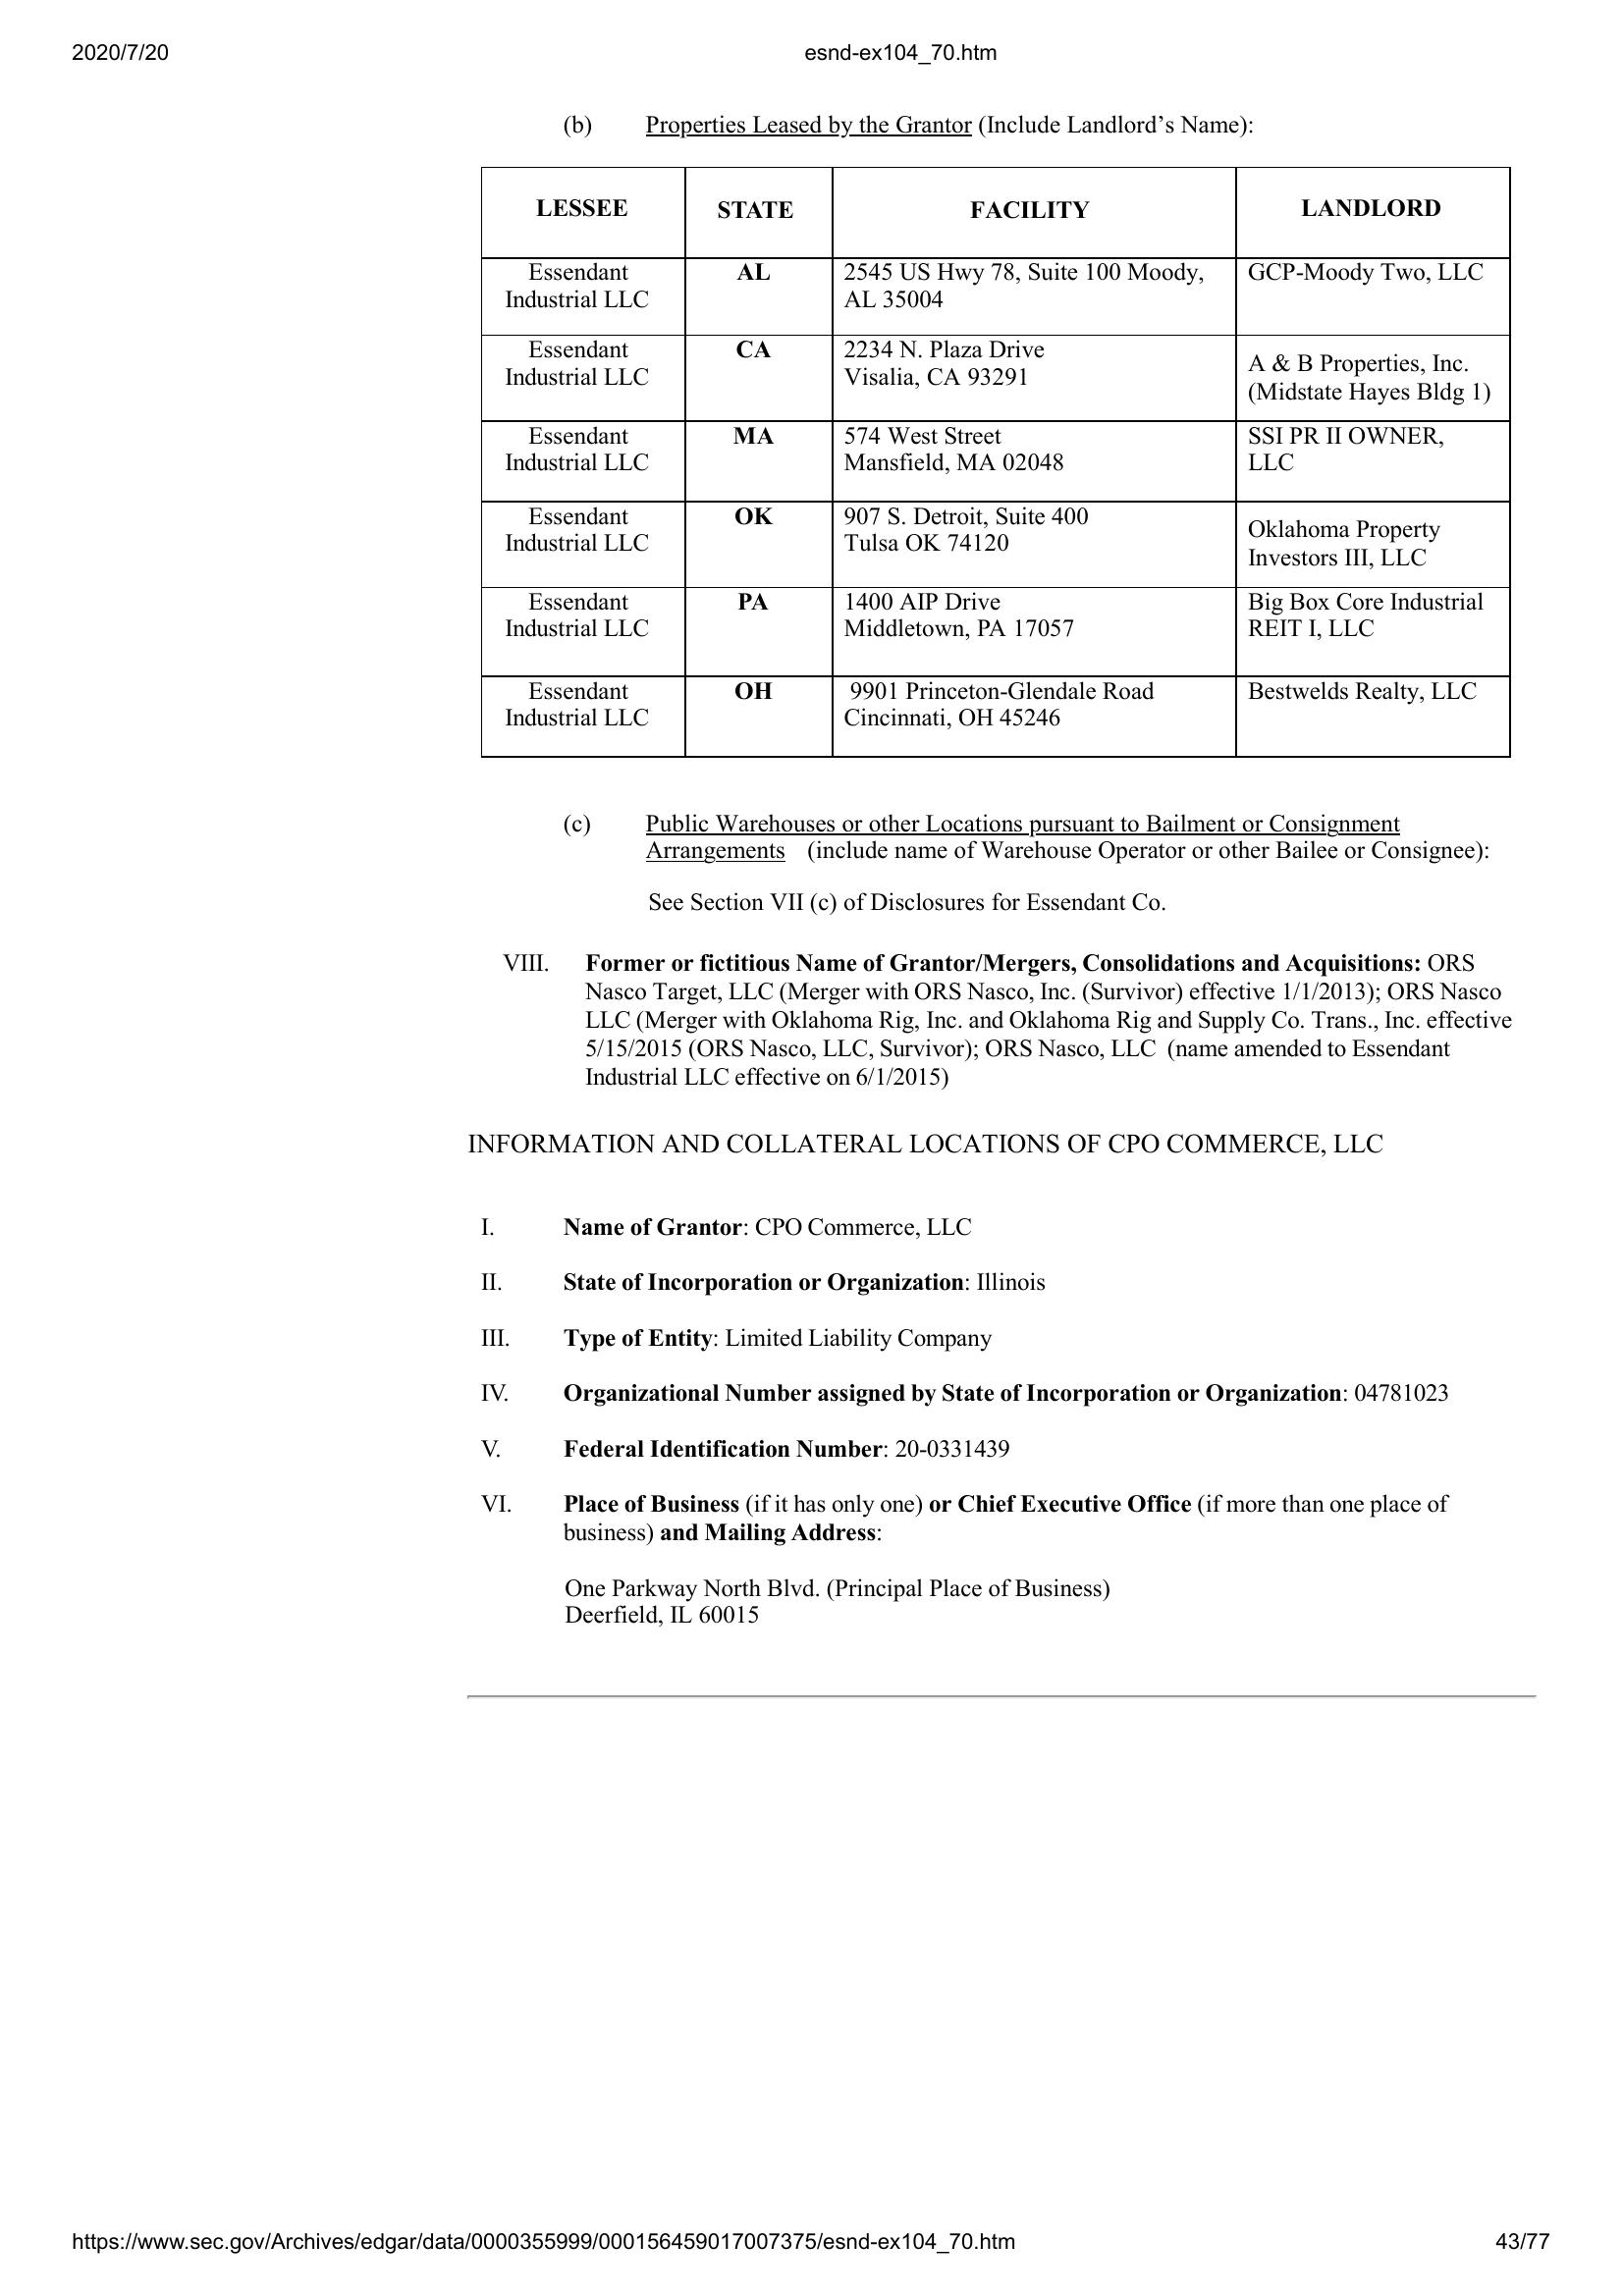 2020/7/20 esnd-ex104_70.htm
(b) Properties Leased by the Grantor (Include Landlord’s Name):
LESSEE STATE FACILITY LANDLORD
Essendant AL 2545 US Hwy 78, Suite 100 Moody, GCP-Moody Two, LLC
Industrial LLC AL 35004
Essendant CA 2234 N. Plaza Drive A & B Properties, Inc.
Industrial LLC Visalia, CA 93291 (Midstate Hayes Bldg 1)
Essendant MA 574 West Street SSI PR II OWNER,
Industrial LLC Mansfield, MA 02048 LLC
Essendant OK 907 S. Detroit, Suite 400 Oklahoma Property
Industrial LLC Tulsa OK 74120 Investors III, LLC
Essendant PA 1400 AIP Drive Big Box Core Industrial
Industrial LLC Middletown, PA 17057 REIT I, LLC
Essendant OH 9901 Princeton-Glendale Road Bestwelds Realty, LLC
Industrial LLC Cincinnati, OH 45246
(c) Public Warehouses or other Locations pursuant to Bailment or Consignment
Arrangements (include name of Warehouse Operator or other Bailee or Consignee):
See Section VII (c) of Disclosures for Essendant Co.
VIII. Former or fictitious Name of Grantor/Mergers, Consolidations and Acquisitions: ORS
Nasco Target, LLC (Merger with ORS Nasco, Inc. (Survivor) effective 1/1/2013); ORS Nasco
LLC (Merger with Oklahoma Rig, Inc. and Oklahoma Rig and Supply Co. Trans., Inc. effective
5/15/2015 (ORS Nasco, LLC, Survivor); ORS Nasco, LLC (name amended to Essendant
Industrial LLC effective on 6/1/2015)
INFORMATION AND COLLATERAL LOCATIONS OF CPO COMMERCE, LLC
I. Name of Grantor: CPO Commerce, LLC
II. State of Incorporation or Organization: Illinois
III. Type of Entity: Limited Liability Company
IV. Organizational Number assigned by State of Incorporation or Organization: 04781023
V. Federal Identification Number: 20-0331439
VI. Place of Business (if it has only one) or Chief Executive Office (if more than one place of
business) and Mailing Address:
One Parkway North Blvd. (Principal Place of Business)
Deerfield, IL 60015
https://www.sec.gov/Archives/edgar/data/0000355999/000156459017007375/esnd-ex104_70.htm 43/77